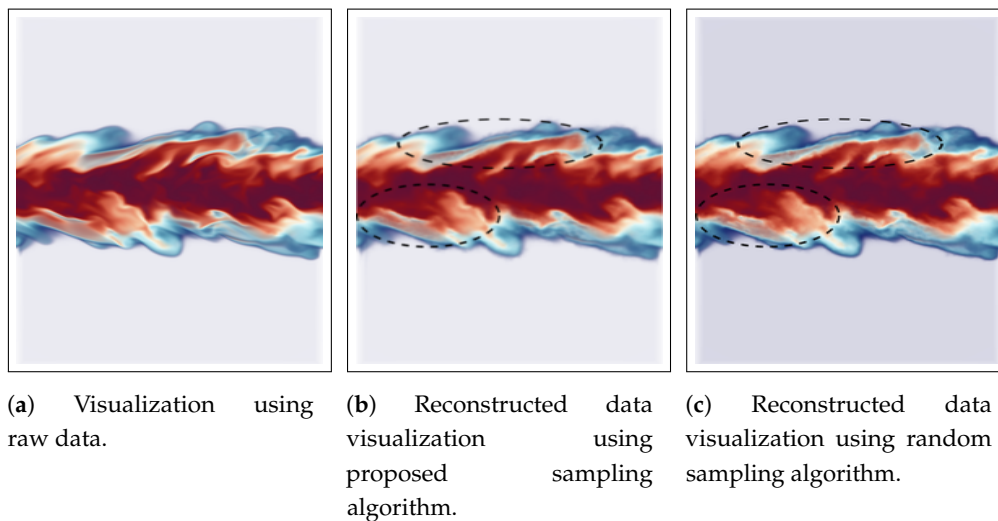 (a) Visualization using
raw data.
(b) Reconstructed data
visualization using
proposed sampling
algorithm.
(c) Reconstructed data
visualization using random
sampling algorithm.